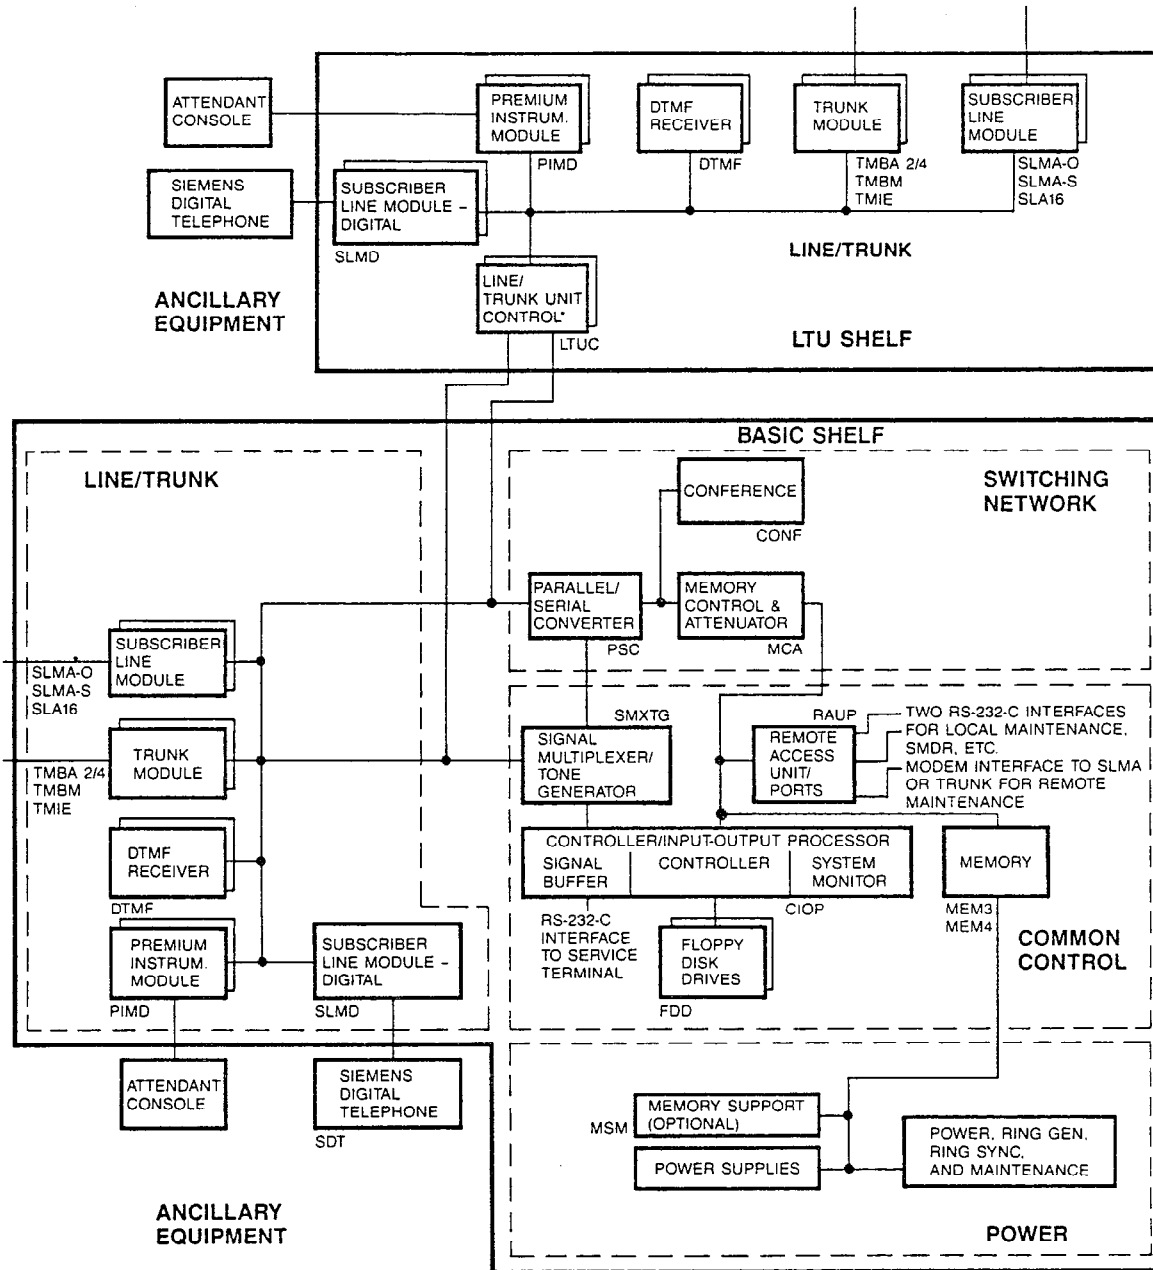 ATTENDANT
CONSOLE
PREMIUM
INSTRUM.
MODULE
PIMD
DTMF
RECEIVER
DTMF
TRUNK
MODULE
TMBA 2/4
TMBM
TMIE
SUBSCRIBER
LINE
MODULE
SLMA-O
SLMA-S
SLA16
SIEMENS
DIGITAL
TELEPHONE
SUBSCRIBER
LINE MODULE –
DIGITAL
SLMD
LINE/TRUNK
ANCILLARY
EQUIPMENT
LINE/
TRUNK UNIT
CONTROL*
LTUC
LTU SHELF
BASIC SHELF
LINE/TRUNK
CONFERENCE
CONF
SWITCHING
NETWORK
PARALLEL/
SERIAL
CONVERTER
PSC
MEMORY
CONTROL &
ATTENUATOR
MCA
SUBSCRIBER
LINE
MODULE
SLMA-O
SLMA-S
SLA16
TRUNK
MODULE
TMBA 2/4
TMBM
TMIE
SMXTG
SIGNAL
MULTIPLEXER/
TONE
GENERATOR
RAUP
REMOTE
ACCESS
UNIT/
PORTS
TWO RS-232-C INTERFACES
FOR LOCAL MAINTENANCE,
SMDR, ETC.
MODEM INTERFACE TO SLMA
OR TRUNK FOR REMOTE
MAINTENANCE
DTMF
RECEIVER
DTMF
CONTROLLER/INPUT-OUTPUT PROCESSOR
SIGNAL
BUFFER
CONTROLLER
SYSTEM
MONITOR
CIOP
MEMORY
MEM3
MEM4
RS-232-C
INTERFACE
TO SERVICE
TERMINAL
FLOPPY
DISK
DRIVES
FDD
COMMON
CONTROL
PREMIUM
INSTRUM.
MODULE
PIMD
SUBSCRIBER
LINE MODULE –
DIGITAL
SLMD
ATTENDANT
CONSOLE
SIEMENS
DIGITAL
TELEPHONE
SDT
MSM
MEMORY SUPPORT
(OPTIONAL)
POWER SUPPLIES
POWER, RING GEN,
RING SYNC,
AND MAINTENANCE
ANCILLARY
EQUIPMENT
POWER